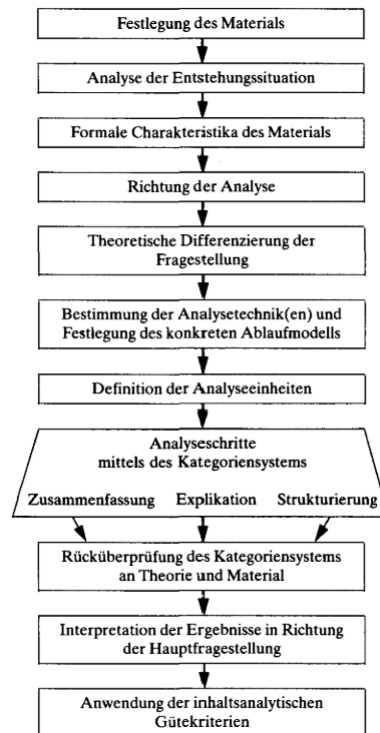 Festlegung des Materials
Analyse der Entstehungssituation
Formale Charakteristika des Materials
Richtung der Analyse
Theoretische Differenzierung der
Fragestellung
Bestimmung der Analysetechnik(en) und
Festlegung des konkreten Ablaufmodells
Definition der Analyseeinheiten
Analyseschritte
mittels des Kategoriensystems
Zusammenfassung Explikation Strukturierung
Rücküberprüfung des Kategoriensystems
an Theorie und Material
Interpretation der Ergebnisse in Richtung
der Hauptfragestellung
Anwendung der inhaltsanalytischen
Gütekriterien